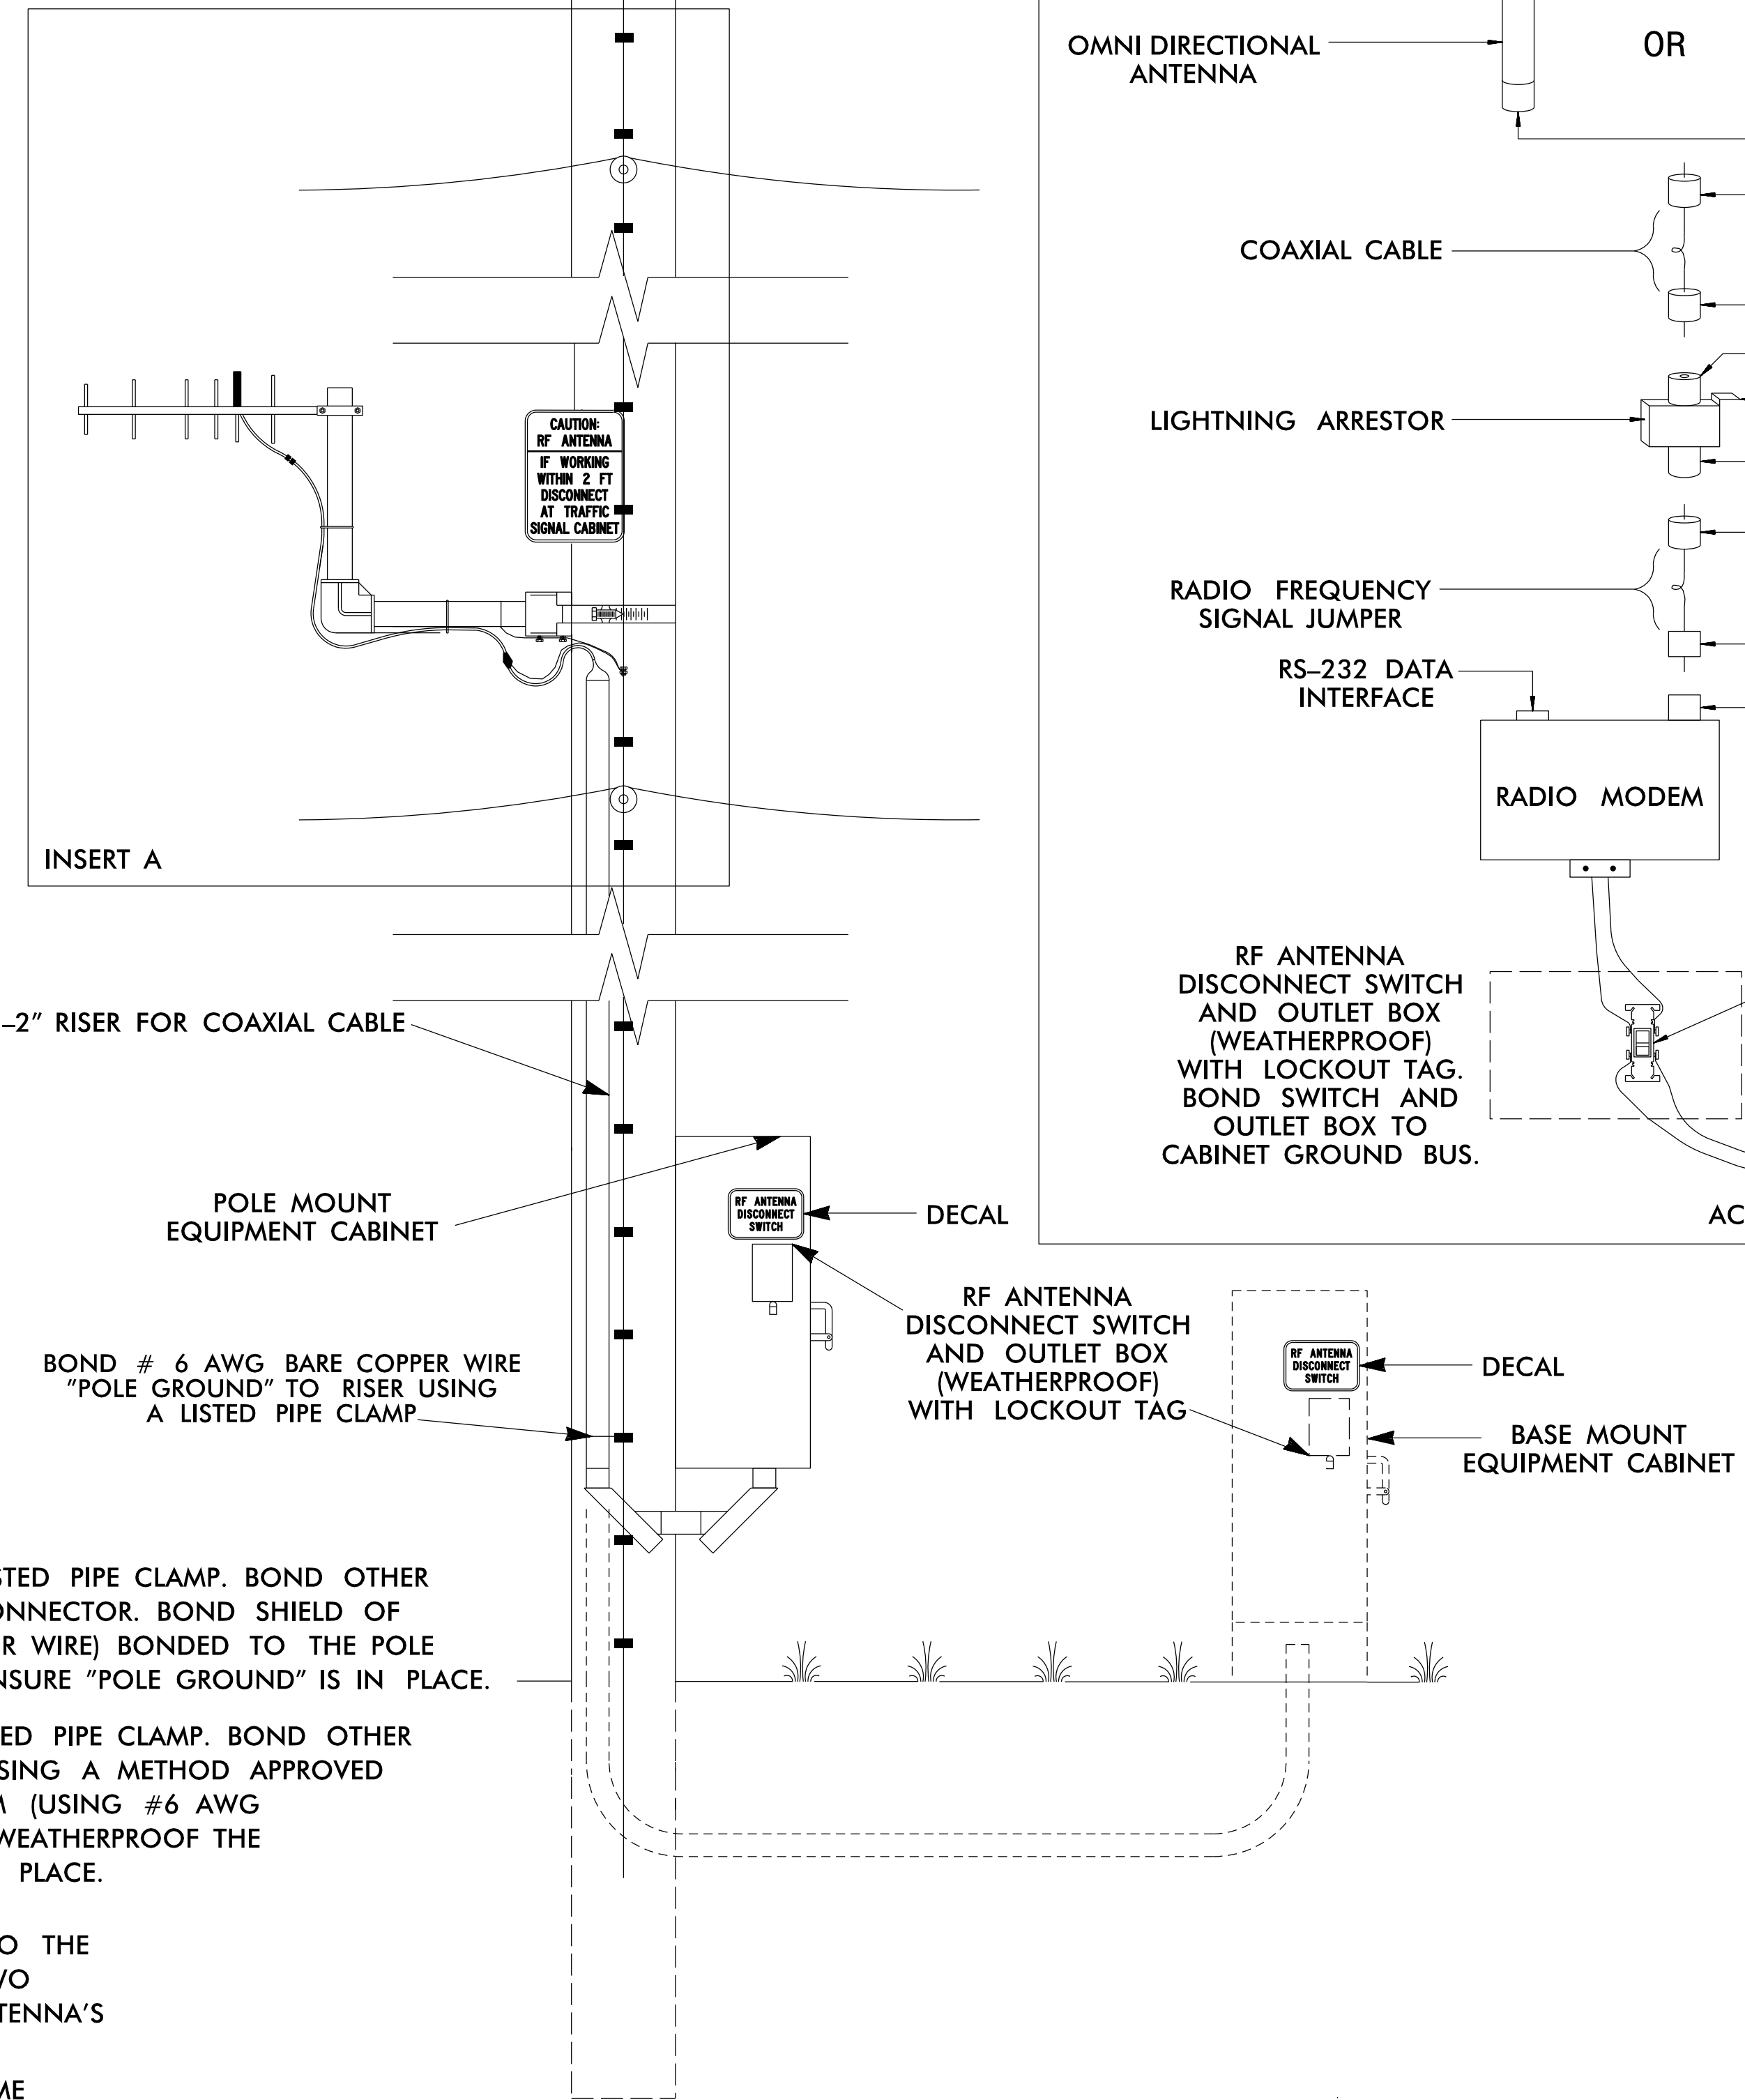 OMNI DIRECTIONAL
ANTENNA
OR
COAXIAL CABLE
LIGHTNING ARRESTOR
RADIO FREQUENCY
SIGNAL JUMPER
RS-232 DATA
INTERFACE
RADIO MODEM
RF ANTENNA
DISCONNECT SWITCH
AND OUTLET BOX
(WEATHERPROOF)
WITH LOCKOUT TAG.
BOND SWITCH AND
OUTLET BOX TO
CABINET GROUND BUS.
AC
CAUTION:
RF ANTENNA
IF WORKING
WITHIN 2 FT
DISCONNECT
AT TRAFFIC
SIGNAL CABINET
INSERT A
-2" RISER FOR COAXIAL CABLE
POLE MOUNT
EQUIPMENT CABINET
RF ANTENNA
DISCONNECT
SWITCH
DECAL
BOND # 6 AWG BARE COPPER WIRE
"POLE GROUND" TO RISER USING
A LISTED PIPE CLAMP
RF ANTENNA
DISCONNECT SWITCH
AND OUTLET BOX
(WEATHERPROOF)
WITH LOCKOUT TAG
RF ANTENNA
DISCONNECT
SWITCH
DECAL
BASE MOUNT
EQUIPMENT CABINET
STED PIPE CLAMP. BOND OTHER
ONNECTOR. BOND SHIELD OF
R WIRE) BONDED TO THE POLE
NSURE "POLE GROUND" IS IN PLACE.
ED PIPE CLAMP. BOND OTHER
SING A METHOD APPROVED
(USING #6 AWG
WEATHERPROOF THE
PLACE.
O THE
WO
TENNA'S
ME